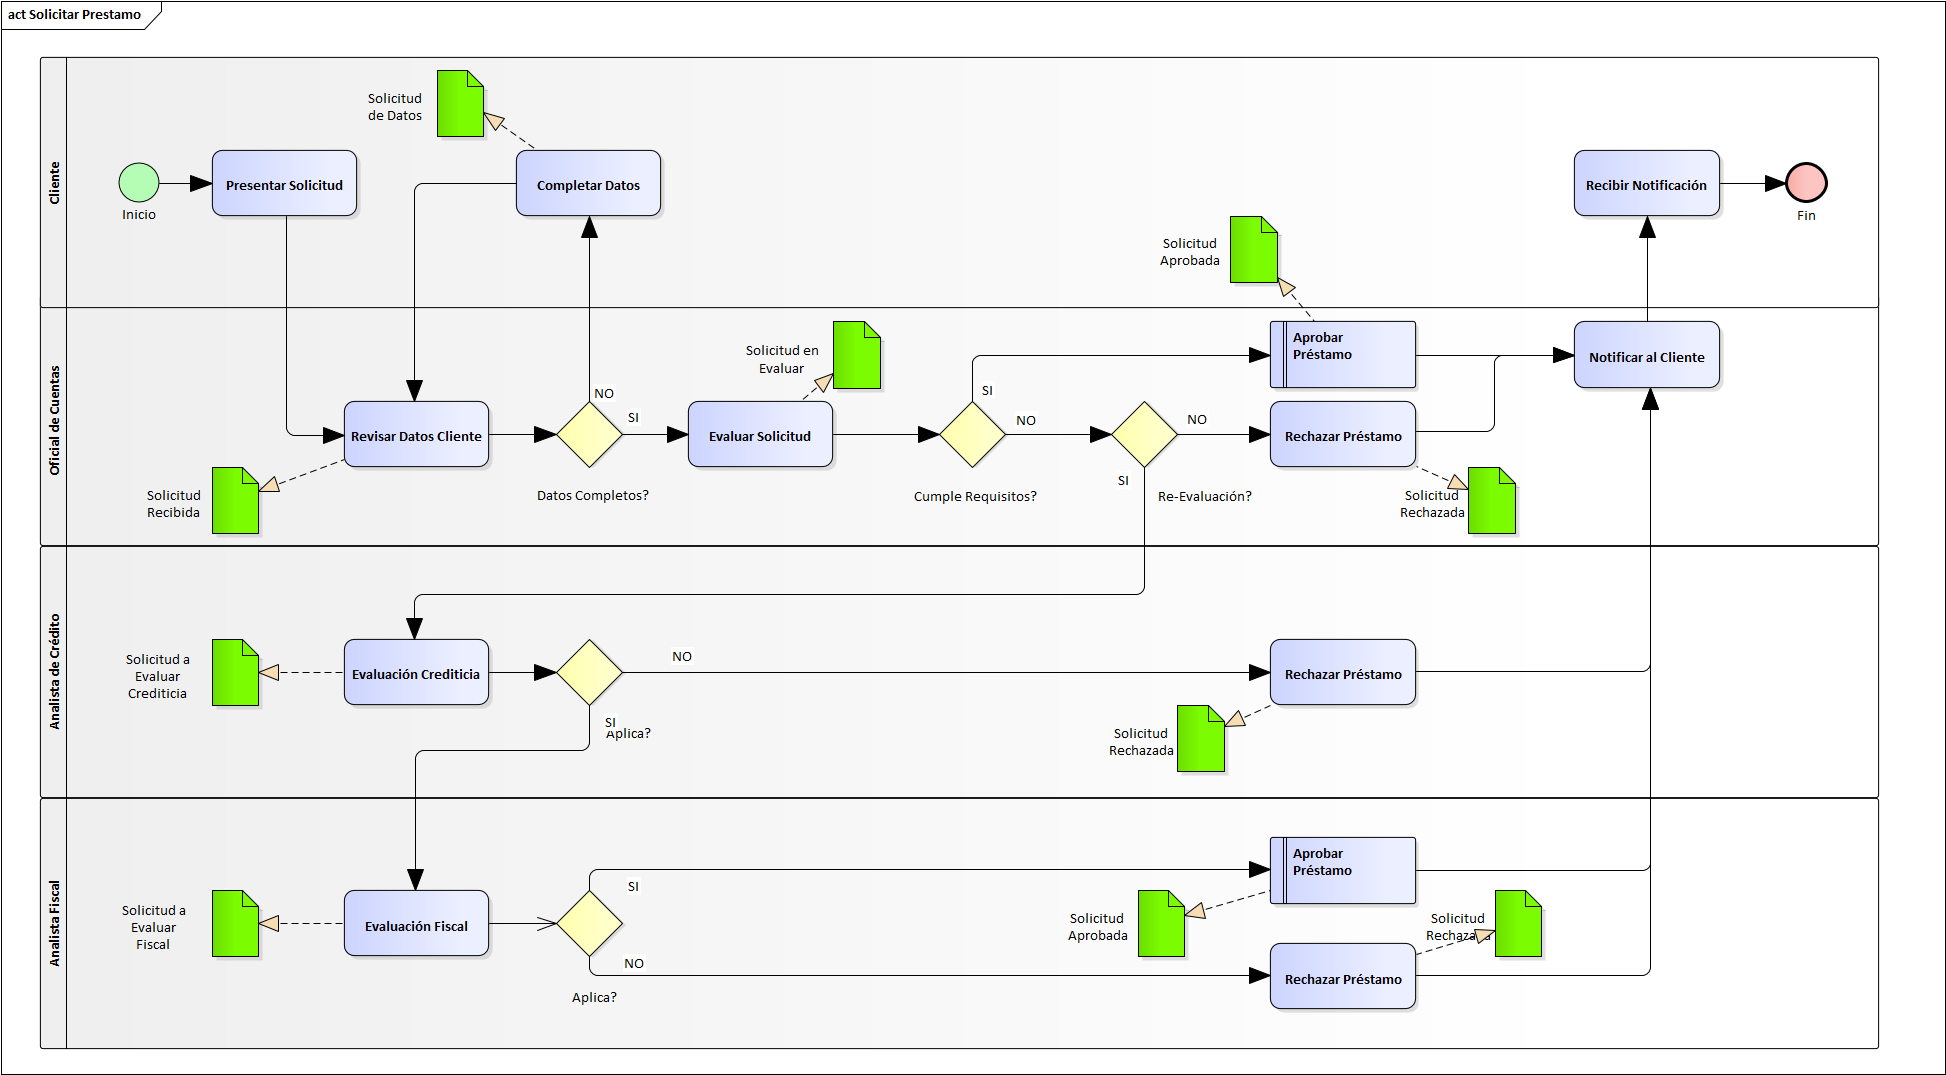 act Solicitar Prestamo
Cliente
Inicio
Presentar Solicitud
Solicitud
de Datos
Completar Datos
Solicitud
Aprobada
Recibir Notificación
Fin
Oficial de Cuentas
Solicitud
Recibida
Revisar Datos Cliente
NO
SI
Datos Completos?
Solicitud en
Evaluar
Evaluar Solicitud
SI
NO
Cumple Requisitos?
NO
SI
Re-Evaluación?
Aprobar
Préstamo
Rechazar Préstamo
Solicitud
Rechazada
Notificar al Cliente
Analista de Crédito
Solicitud a
Evaluar
Crediticia
Evaluación Crediticia
NO
SI
Aplica?
Rechazar Préstamo
Solicitud
Rechazada
Analista Fiscal
Solicitud a
Evaluar
Fiscal
Evaluación Fiscal
SI
NO
Aplica?
Aprobar
Préstamo
Solicitud
Aprobada
Solicitud
Rechazada
Rechazar Préstamo